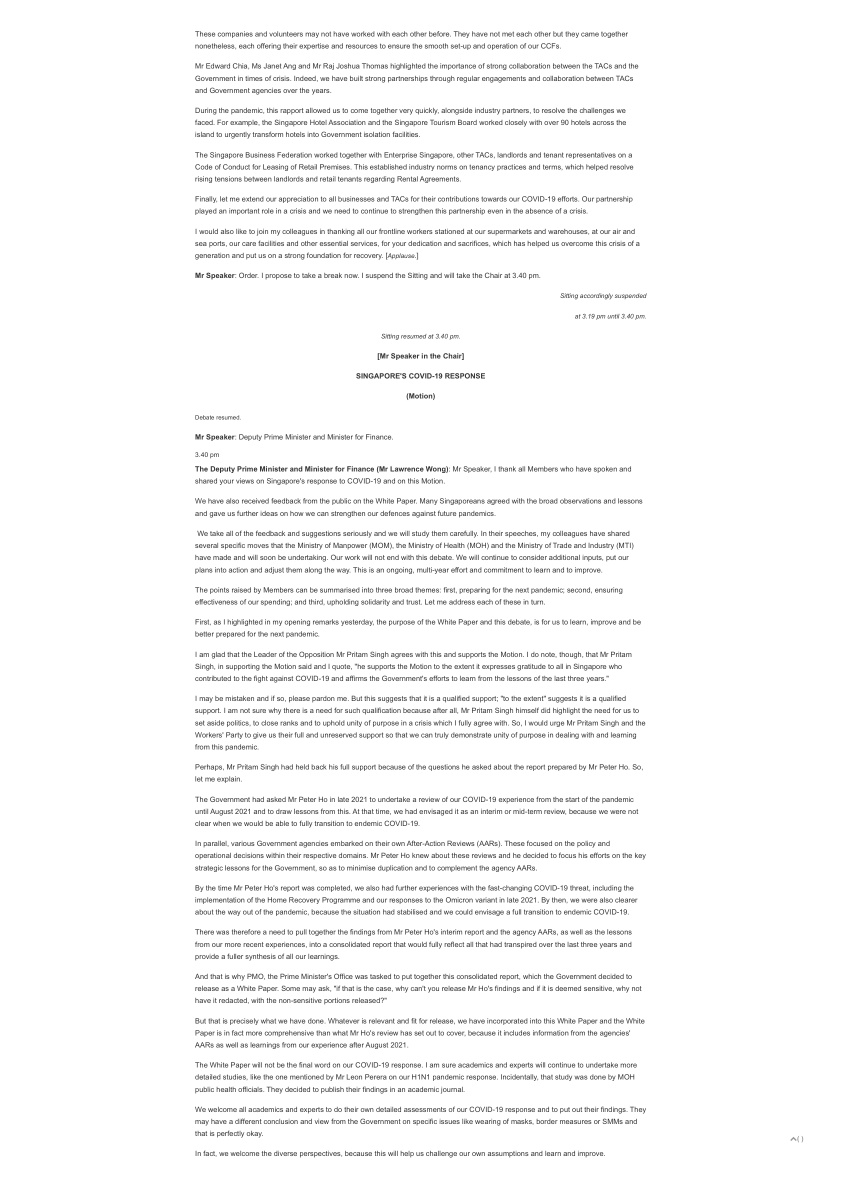 These companies and volunteers may not have worked with each other before. They have not met each other but they came together
nonetheless, each offering their expertise and resources to ensure the smooth set-up and operation of our CCFs.
Mr Edward Chia, Ms Janet Ang and Mr Raj Joshua Thomas highlighted the importance of strong collaboration between the TACs and the
Government in times of crisis. Indeed, we have built strong partnerships through regular engagements and collaboration between TACs
and Government agencies over the years.
During the pandemic, this rapport allowed us to come together very quickly, alongside industry partners, to resolve the challenges we
faced. For example, the Singapore Hotel Association and the Singapore Tourism Board worked closely with over 90 hotels across the
island to urgently transform hotels into Government isolation facilities.
The Singapore Business Federation worked together with Enterprise Singapore, other TACs, landlords and tenant representatives on a
Code of Conduct for Leasing of Retail Premises. This established industry norms on tenancy practices and terms, which helped resolve
rising tensions between landlords and retail tenants regarding Rental Agreements.
Finally, let me extend our appreciation to all businesses and TACs for their contributions towards our COVID-19 efforts. Our partnership
played an important role in a crisis and we need to continue to strengthen this partnership even in the absence of a crisis.
I would also like to join my colleagues in thanking all our frontline workers stationed at our supermarkets and warehouses, at our air and
sea ports, our care facilities and other essential services, for your dedication and sacrifices, which has helped us overcome this crisis of a
generation and put us on a strong foundation for recovery. [Applause.]
Mr Speaker: Order. I propose to take a break now. I suspend the Sitting and will take the Chair at 3.40 pm.
Sitting accordingly suspended
at 3.19 pm until 3.40 pm.
Sitting resumed at 3.40 pm.
[Mr Speaker in the Chair]
SINGAPORE'S COVID-19 RESPONSE
(Motion)
Debate resumed.
Mr Speaker: Deputy Prime Minister and Minister for Finance.
3.40 pm
The Deputy Prime Minister and Minister for Finance (Mr Lawrence Wong): Mr Speaker, I thank all Members who have spoken and
shared your views on Singapore's response to COVID-19 and on this Motion.
We have also received feedback from the public on the White Paper. Many Singaporeans agreed with the broad observations and lessons
and gave us further ideas on how we can strengthen our defences against future pandemics.
We take all of the feedback and suggestions seriously and we will study them carefully. In their speeches, my colleagues have shared
several specific moves that the Ministry of Manpower (MOM), the Ministry of Health (MOH) and the Ministry of Trade and Industry (MTI)
have made and will soon be undertaking. Our work will not end with this debate. We will continue to consider additional inputs, put our
plans into action and adjust them along the way. This is an ongoing, multi-year effort and commitment to learn and to improve.
The points raised by Members can be summarised into three broad themes: first, preparing for the next pandemic; second, ensuring
effectiveness of our spending; and third, upholding solidarity and trust. Let me address each of these in turn.
First, as I highlighted in my opening remarks yesterday, the purpose of the White Paper and this debate, is for us to learn, improve and be
better prepared for the next pandemic.
I am glad that the Leader of the Opposition Mr Pritam Singh agrees with this and supports the Motion. I do note, though, that Mr Pritam
Singh, in supporting the Motion said and I quote, "he supports the Motion to the extent it expresses gratitude to all in Singapore who
contributed to the fight against COVID-19 and affirms the Government's efforts to learn from the lessons of the last three years."
I may be mistaken and if so, please pardon me. But this suggests that it is a qualified support; "to the extent" suggests it is a qualified
support. I am not sure why there is a need for such qualification because after all, Mr Pritam Singh himself did highlight the need for us to
set aside politics, to close ranks and to uphold unity of purpose in a crisis which I fully agree with. So, I would urge Mr Pritam Singh and the
Workers' Party to give us their full and unreserved support so that we can truly demonstrate unity of purpose in dealing with and learning
from this pandemic.
Perhaps, Mr Pritam Singh had held back his full support because of the questions he asked about the report prepared by Mr Peter Ho. So,
let me explain.
The Government had asked Mr Peter Ho in late 2021 to undertake a review of our COVID-19 experience from the start of the pandemic
until August 2021 and to draw lessons from this. At that time, we had envisaged it as an interim or mid-term review, because we were not
clear when we would be able to fully transition to endemic COVID-19.
In parallel, various Government agencies embarked on their own After-Action Reviews (AARs). These focused on the policy and
operational decisions within their respective domains. Mr Peter Ho knew about these reviews and he decided to focus his efforts on the key
strategic lessons for the Government, so as to minimise duplication and to complement the agency AARs.
By the time Mr Peter Ho's report was completed, we also had further experiences with the fast-changing COVID-19 threat, including the
implementation of the Home Recovery Programme and our responses to the Omicron variant in late 2021. By then, we were also clearer
about the way out of the pandemic, because the situation had stabilised and we could envisage a full transition to endemic COVID-19.
There was therefore a need to pull together the findings from Mr Peter Ho's interim report and the agency AARs, as well as the lessons
from our more recent experiences, into a consolidated report that would fully reflect all that had transpired over the last three years and
provide a fuller synthesis of all our learnings.
And that is why PMO, the Prime Minister's Office was tasked to put together this consolidated report, which the Government decided to
release as a White Paper. Some may ask, "if that is the case, why can't you release Mr Ho's findings and if it is deemed sensitive, why not
have it redacted, with the non-sensitive portions released?"
But that is precisely what we have done. Whatever is relevant and fit for release, we have incorporated into this White Paper and the White
Paper is in fact more comprehensive than what Mr Ho's review has set out to cover, because it includes information from the agencies'
AARs as well as learnings from our experience after August 2021.
The White Paper will not be the final word on our COVID-19 response. I am sure academics and experts will continue to undertake more
detailed studies, like the one mentioned by Mr Leon Perera on our H1N1 pandemic response. Incidentally, that study was done by MOH
public health officials. They decided to publish their findings in an academic journal.
We welcome all academics and experts to do their own detailed assessments of our COVID-19 response and to put out their findings. They
may have a different conclusion and view from the Government on specific issues like wearing of masks, border measures or SMMs and
that is perfectly okay.
In fact, we welcome the diverse perspectives, because this will help us challenge our own assumptions and learn and improve.